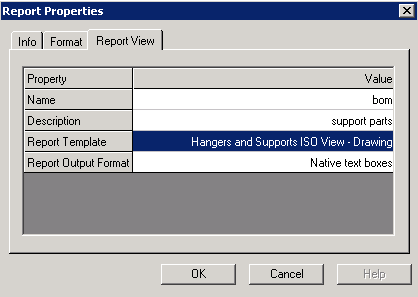 Report Properties
Info Format Report View
Property Value
Name bom
Description support parts
Report Template Hangers and Supports ISO View - Drawing
Report Output Format Native text boxes
OK Cancel Help